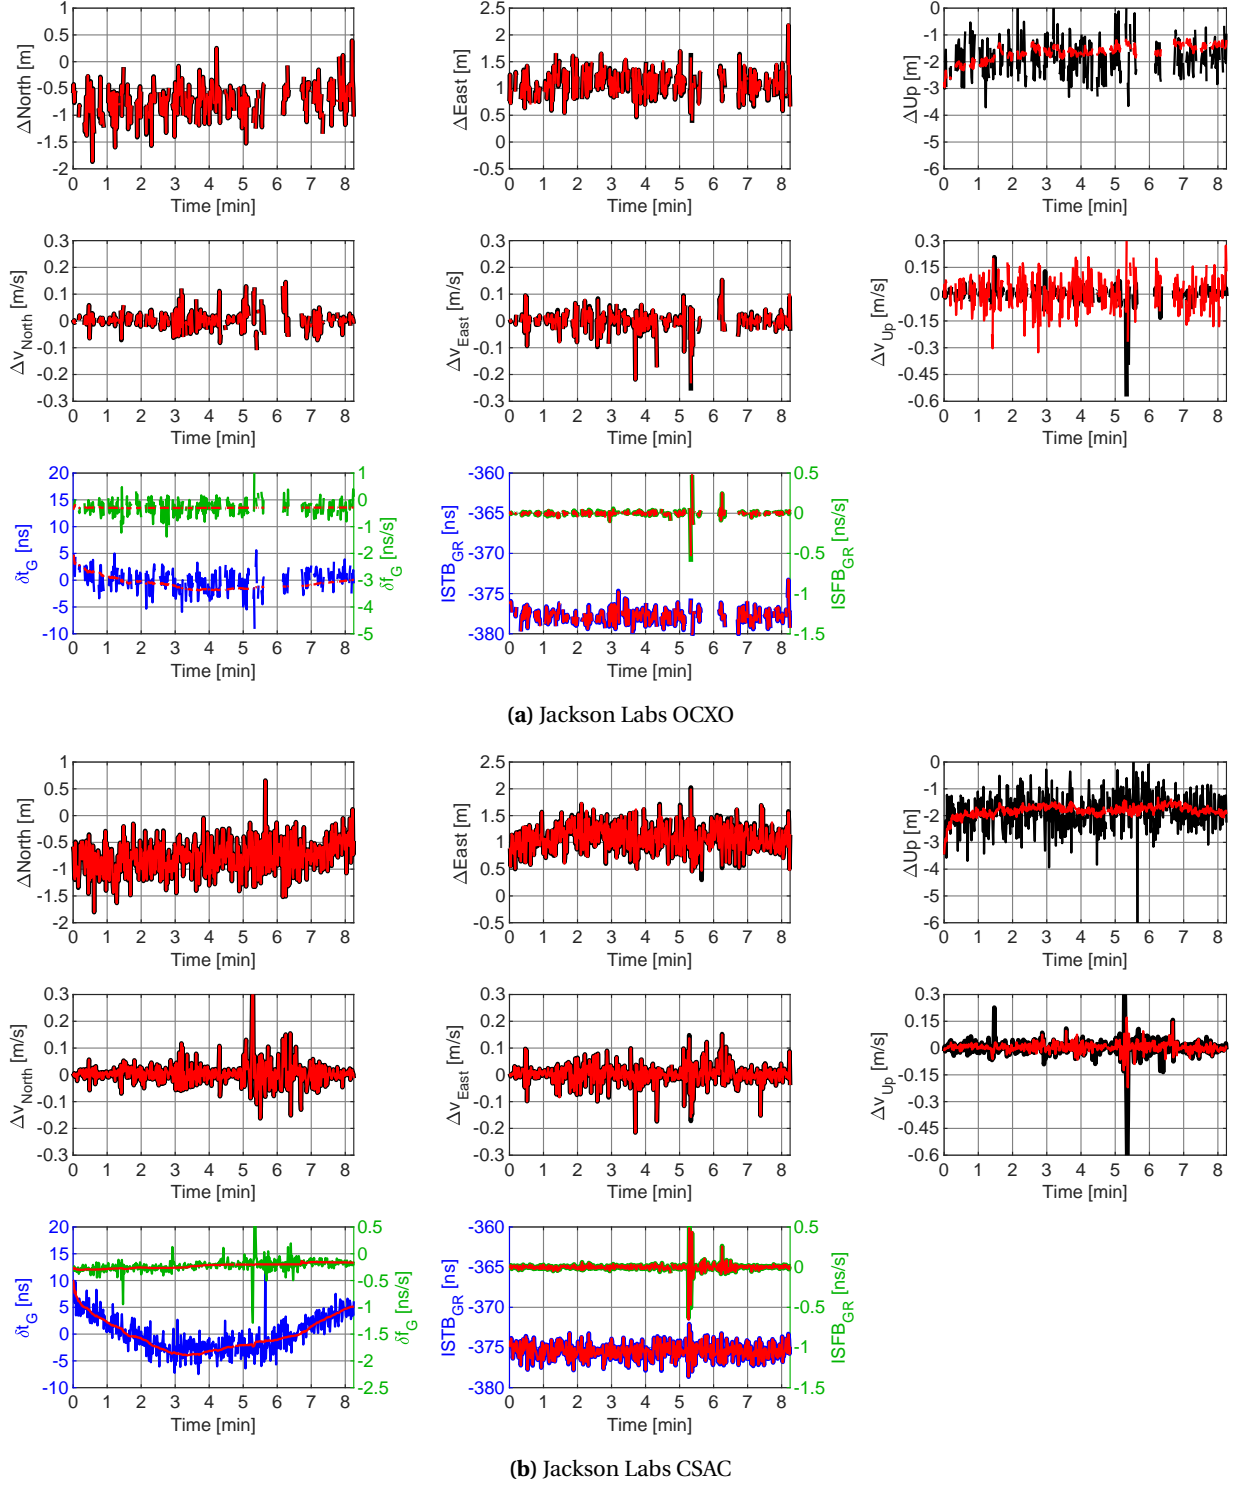 1
0.5
0
-0.5
-1
-1.5
-2
ΔNorth [m]
0 1 2 3 4 5 6 7 8
Time [min]
2.5
2
1.5
1
0.5
0
-0.5
ΔEast [m]
0 1 2 3 4 5 6 7 8
Time [min]
0
-1
-2
-3
-4
-5
-6
ΔUp [m]
0 1 2 3 4 5 6 7 8
Time [min]
0.3
0.2
0.1
0
-0.1
-0.2
-0.3
Δv_North [m/s]
0 1 2 3 4 5 6 7 8
Time [min]
0.3
0.2
0.1
0
-0.1
-0.2
-0.3
Δv_East [m/s]
0 1 2 3 4 5 6 7 8
Time [min]
0.3
0.15
0
-0.15
-0.3
-0.45
-0.6
Δv_Up [m/s]
0 1 2 3 4 5 6 7 8
Time [min]
20
15
10
5
0
-5
-10
δt_G [ns]
1
0
-1
-2
-3
-4
-5
δf_G [ns/s]
0 1 2 3 4 5 6 7 8
Time [min]
-360
-365
-370
-375
-380
ISTB_GR [ns]
0.5
0
-0.5
-1
-1.5
ISFB_GR [ns/s]
0 1 2 3 4 5 6 7 8
Time [min]
(a) Jackson Labs OCXO
1
0.5
0
-0.5
-1
-1.5
-2
ΔNorth [m]
0 1 2 3 4 5 6 7 8
Time [min]
2.5
2
1.5
1
0.5
0
-0.5
ΔEast [m]
0 1 2 3 4 5 6 7 8
Time [min]
0
-1
-2
-3
-4
-5
-6
ΔUp [m]
0 1 2 3 4 5 6 7 8
Time [min]
0.3
0.2
0.1
0
-0.1
-0.2
-0.3
Δv_North [m/s]
0 1 2 3 4 5 6 7 8
Time [min]
0.3
0.2
0.1
0
-0.1
-0.2
-0.3
Δv_East [m/s]
0 1 2 3 4 5 6 7 8
Time [min]
0.3
0.15
0
-0.15
-0.3
-0.45
-0.6
Δv_Up [m/s]
0 1 2 3 4 5 6 7 8
Time [min]
20
15
10
5
0
-5
-10
δt_G [ns]
0.5
0
-0.5
-1
-1.5
-2
-2.5
δf_G [ns/s]
0 1 2 3 4 5 6 7 8
Time [min]
-360
-365
-370
-375
-380
ISTB_GR [ns]
0.5
0
-0.5
-1
-1.5
ISFB_GR [ns/s]
0 1 2 3 4 5 6 7 8
Time [min]
(b) Jackson Labs CSAC